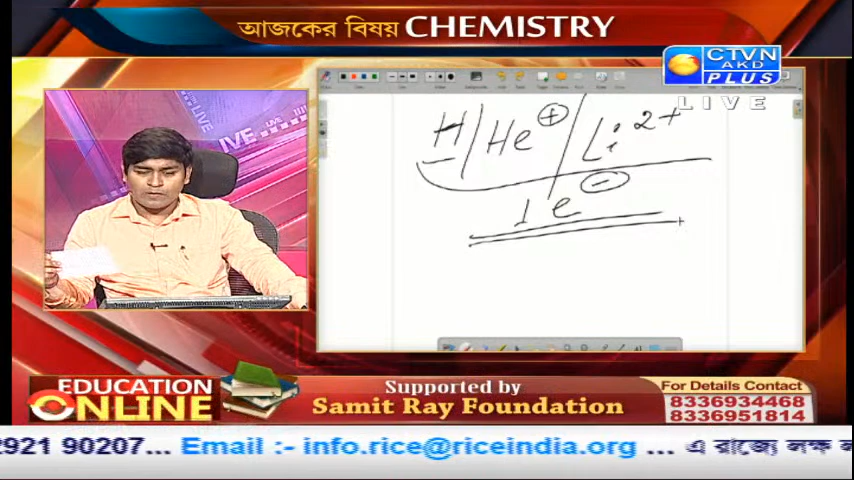 আজকের বিষয় CHEMISTRY
CTVN
AKD
PLUS
LIVE
H / He⁺ / Li²⁺
1e⁻
EDUCATION
ONLINE
Supported by
Samit Ray Foundation
For Details Contact
8336934468
8336951814
2921 90207... Email :- info.rice@riceindia.org ... এ রাজ্যে লক্ষ